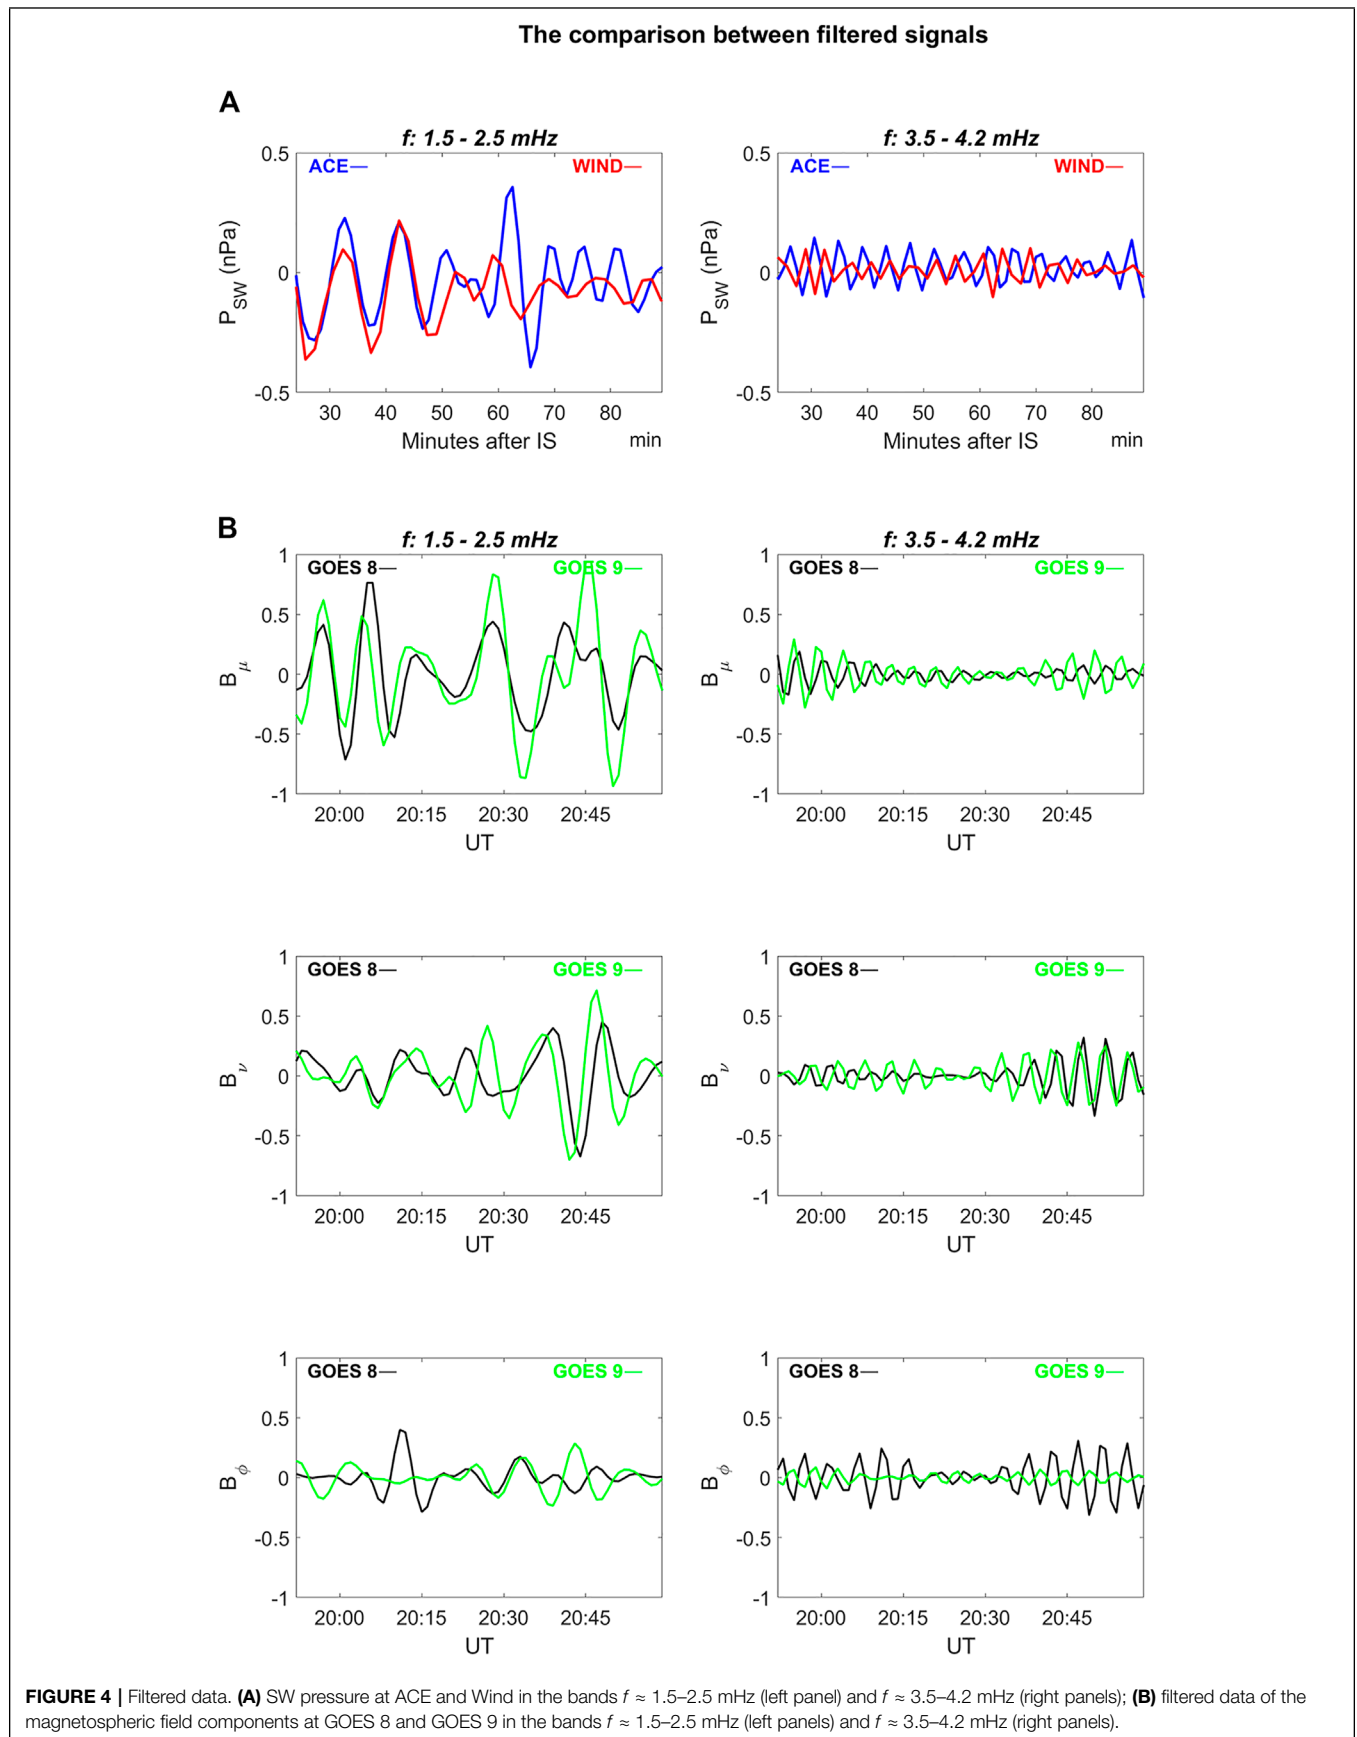 The comparison between filtered signals
A
f: 1.5 - 2.5 mHz
f: 3.5 - 4.2 mHz
ACE— WIND—
ACE— WIND—
P_SW (nPa)
0.5
0
-0.5
30 40 50 60 70 80
Minutes after IS min
P_SW (nPa)
0.5
0
-0.5
30 40 50 60 70 80
Minutes after IS min
B
f: 1.5 - 2.5 mHz
f: 3.5 - 4.2 mHz
GOES 8— GOES 9—
GOES 8— GOES 9—
B_μ
1
0.5
0
-0.5
-1
20:00 20:15 20:30 20:45
UT
B_μ
1
0.5
0
-0.5
-1
20:00 20:15 20:30 20:45
UT
GOES 8— GOES 9—
GOES 8— GOES 9—
B_ν
1
0.5
0
-0.5
-1
20:00 20:15 20:30 20:45
UT
B_ν
1
0.5
0
-0.5
-1
20:00 20:15 20:30 20:45
UT
GOES 8— GOES 9—
GOES 8— GOES 9—
B_ϕ
1
0.5
0
-0.5
-1
20:00 20:15 20:30 20:45
UT
B_ϕ
1
0.5
0
-0.5
-1
20:00 20:15 20:30 20:45
UT
FIGURE 4 | Filtered data. (A) SW pressure at ACE and Wind in the bands f ≈ 1.5–2.5 mHz (left panel) and f ≈ 3.5–4.2 mHz (right panels); (B) filtered data of the
magnetospheric field components at GOES 8 and GOES 9 in the bands f ≈ 1.5–2.5 mHz (left panels) and f ≈ 3.5–4.2 mHz (right panels).